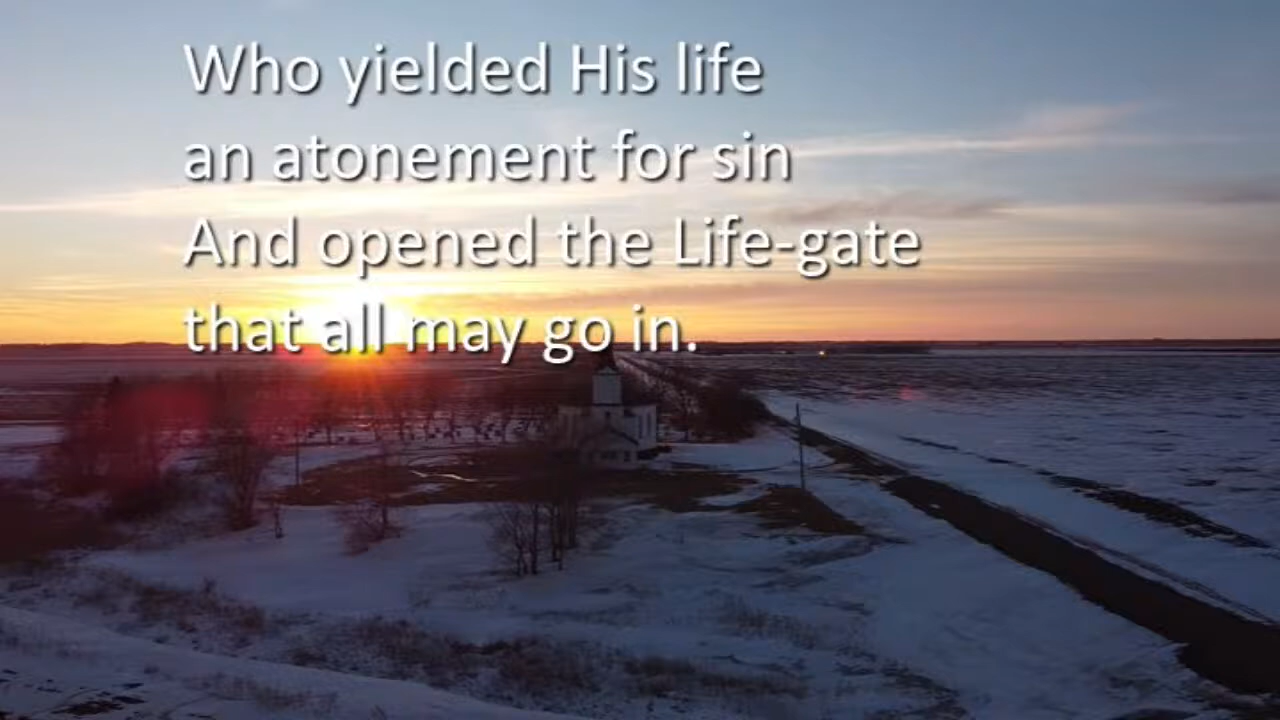 Who yielded His life
an atonement for sin
And opened the Life-gate
that all may go in.